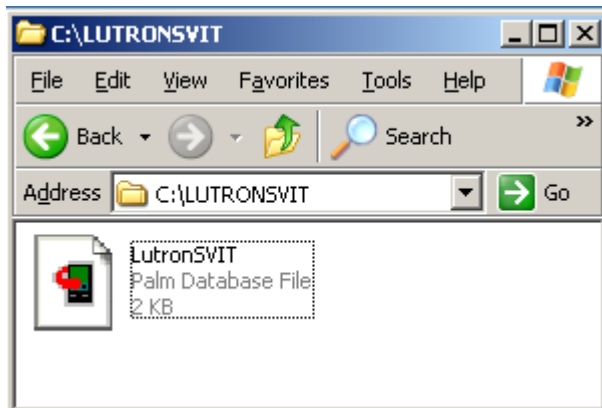 C:\LUTRONSVIT
File Edit View Favorites Tools Help
Back Search »
Address C:\LUTRONSVIT Go
LutronSVIT
Palm Database File
2 KB